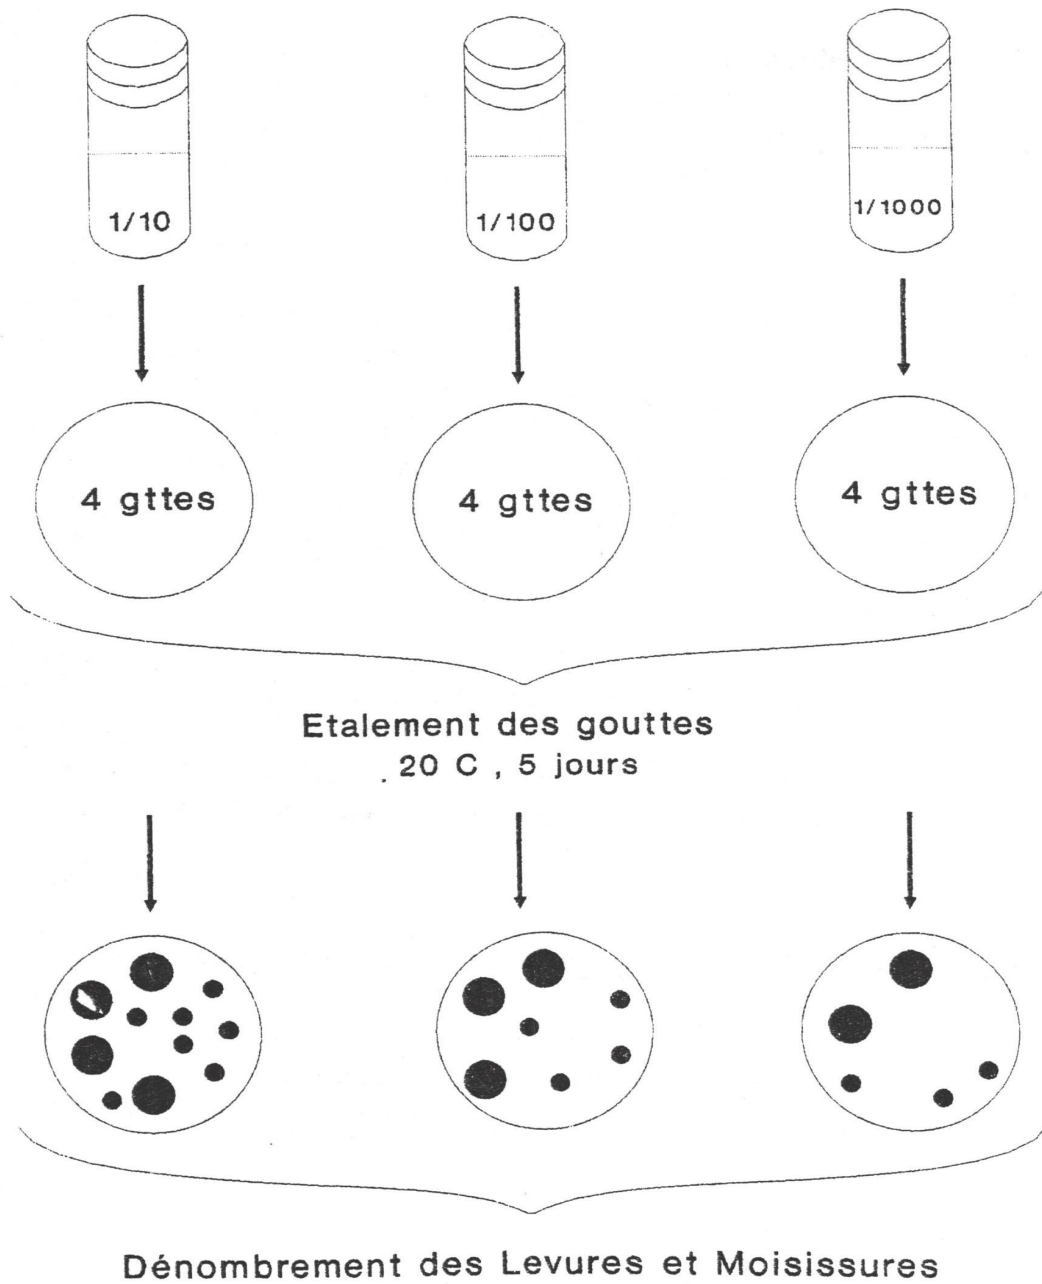 1/10
1/100
1/1000
4 gttes
4 gttes
4 gttes
Etalement des gouttes
20 C , 5 jours
Dénombrement des Levures et Moisissures